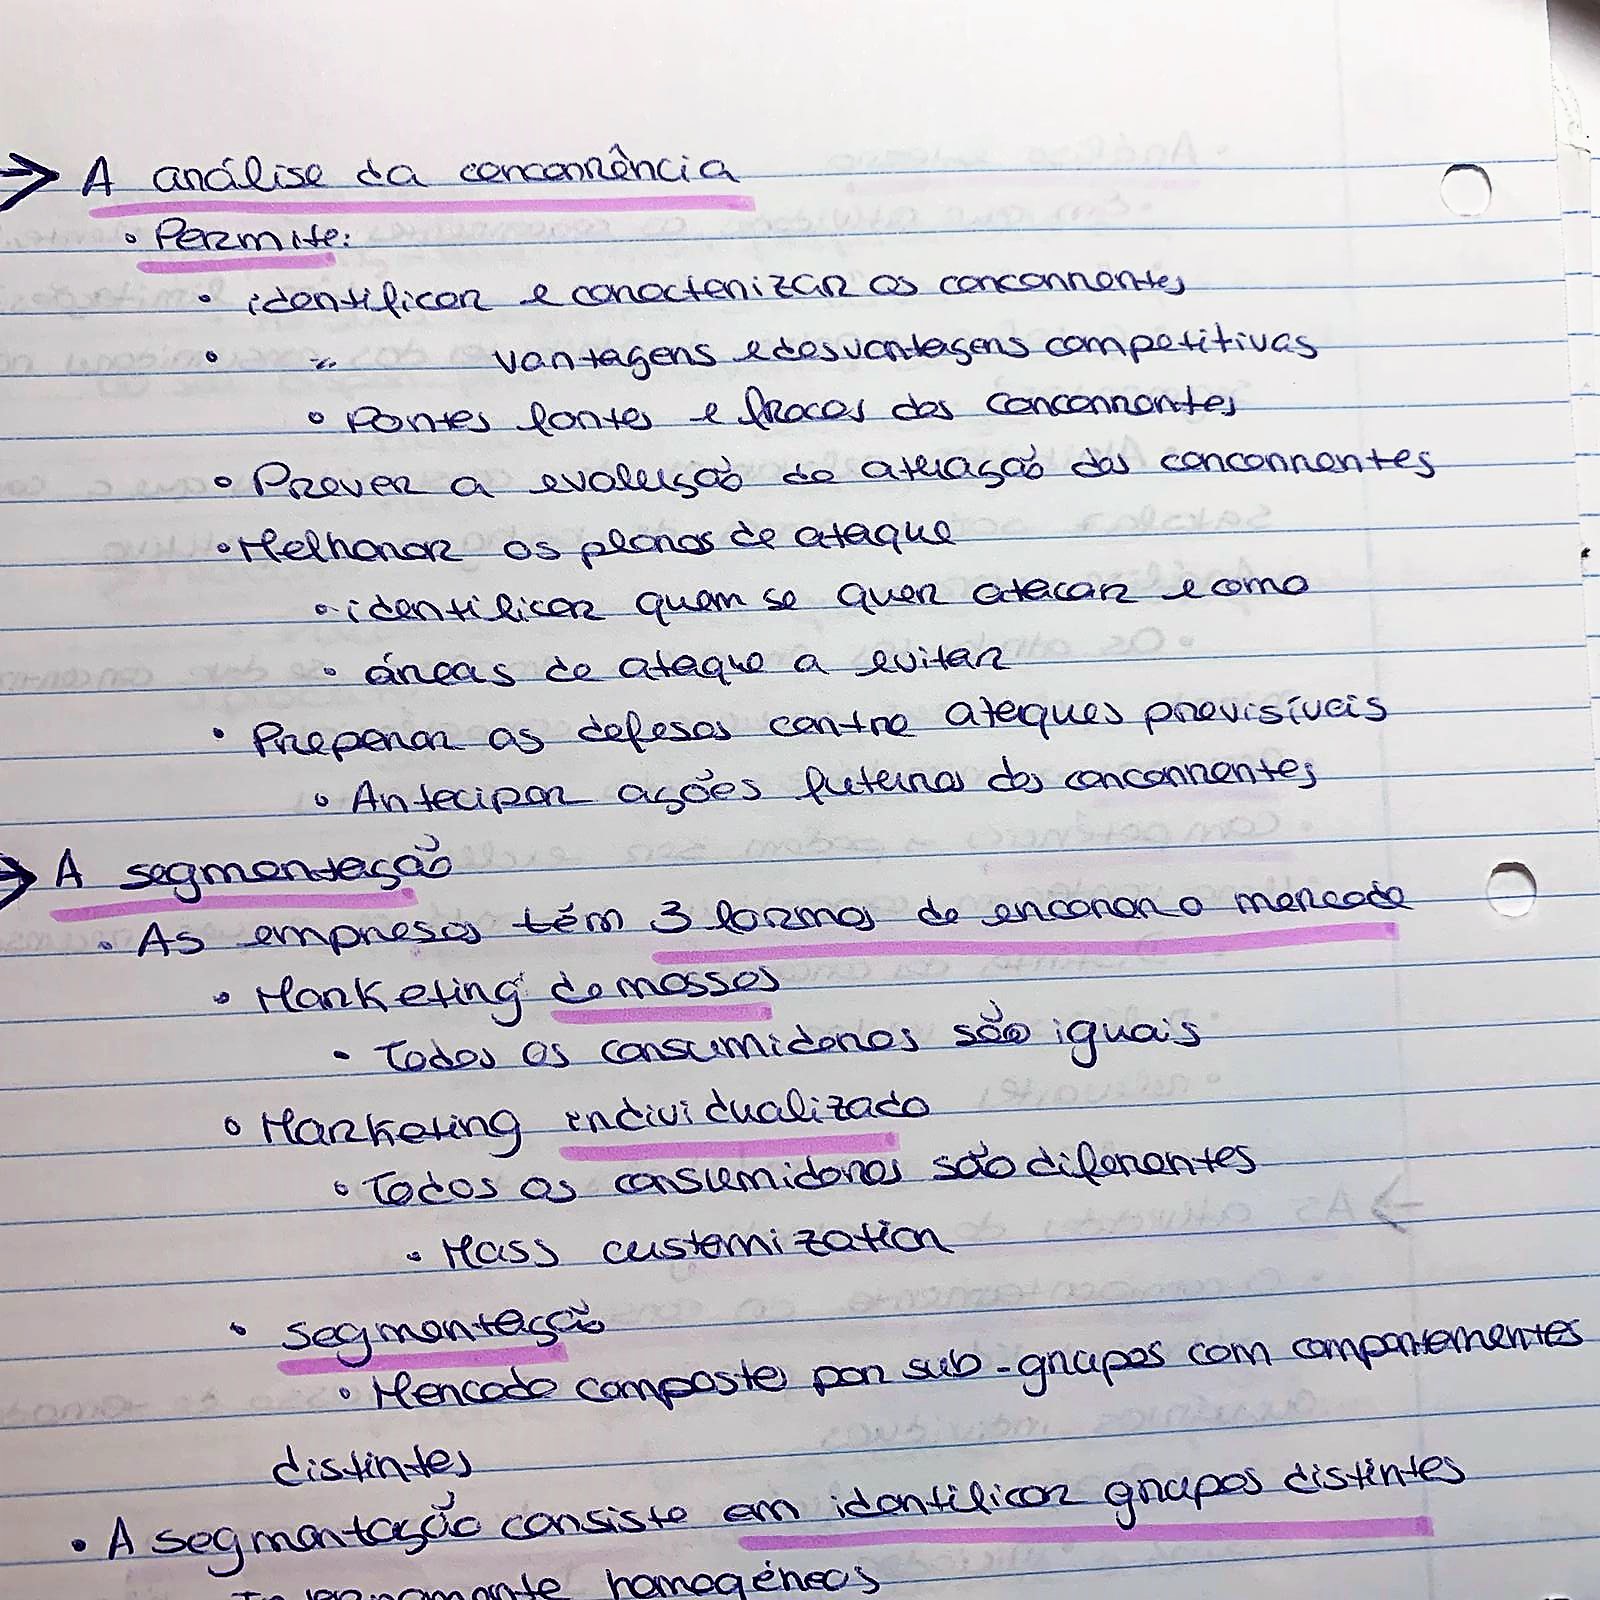 → A análise da concorrência
• Permite:
• identificar e caracterizar os concorrentes
• " vantagens e desvantagens competitivas
• Pontos fortes e fracos dos concorrentes
• Prever a evolução da atuação dos concorrentes
• Melhorar os planos de ataque
• identificar quem se quer atacar e como
• áreas de ataque a evitar
• Preparar as defesas contra ataques previsíveis
• Antecipar ações futuras dos concorrentes
→ A segmentação
• As empresas têm 3 formas de encarar o mercado
• Marketing de massas
• Todos os consumidores são iguais
• Marketing individualizado
• Todos os consumidores são diferentes
• Mass customization
• Segmentação
• Mercado composto por sub-grupos com comportamentos
distintos
• A segmentação consiste em identificar grupos distintos
Internamente homogéneos